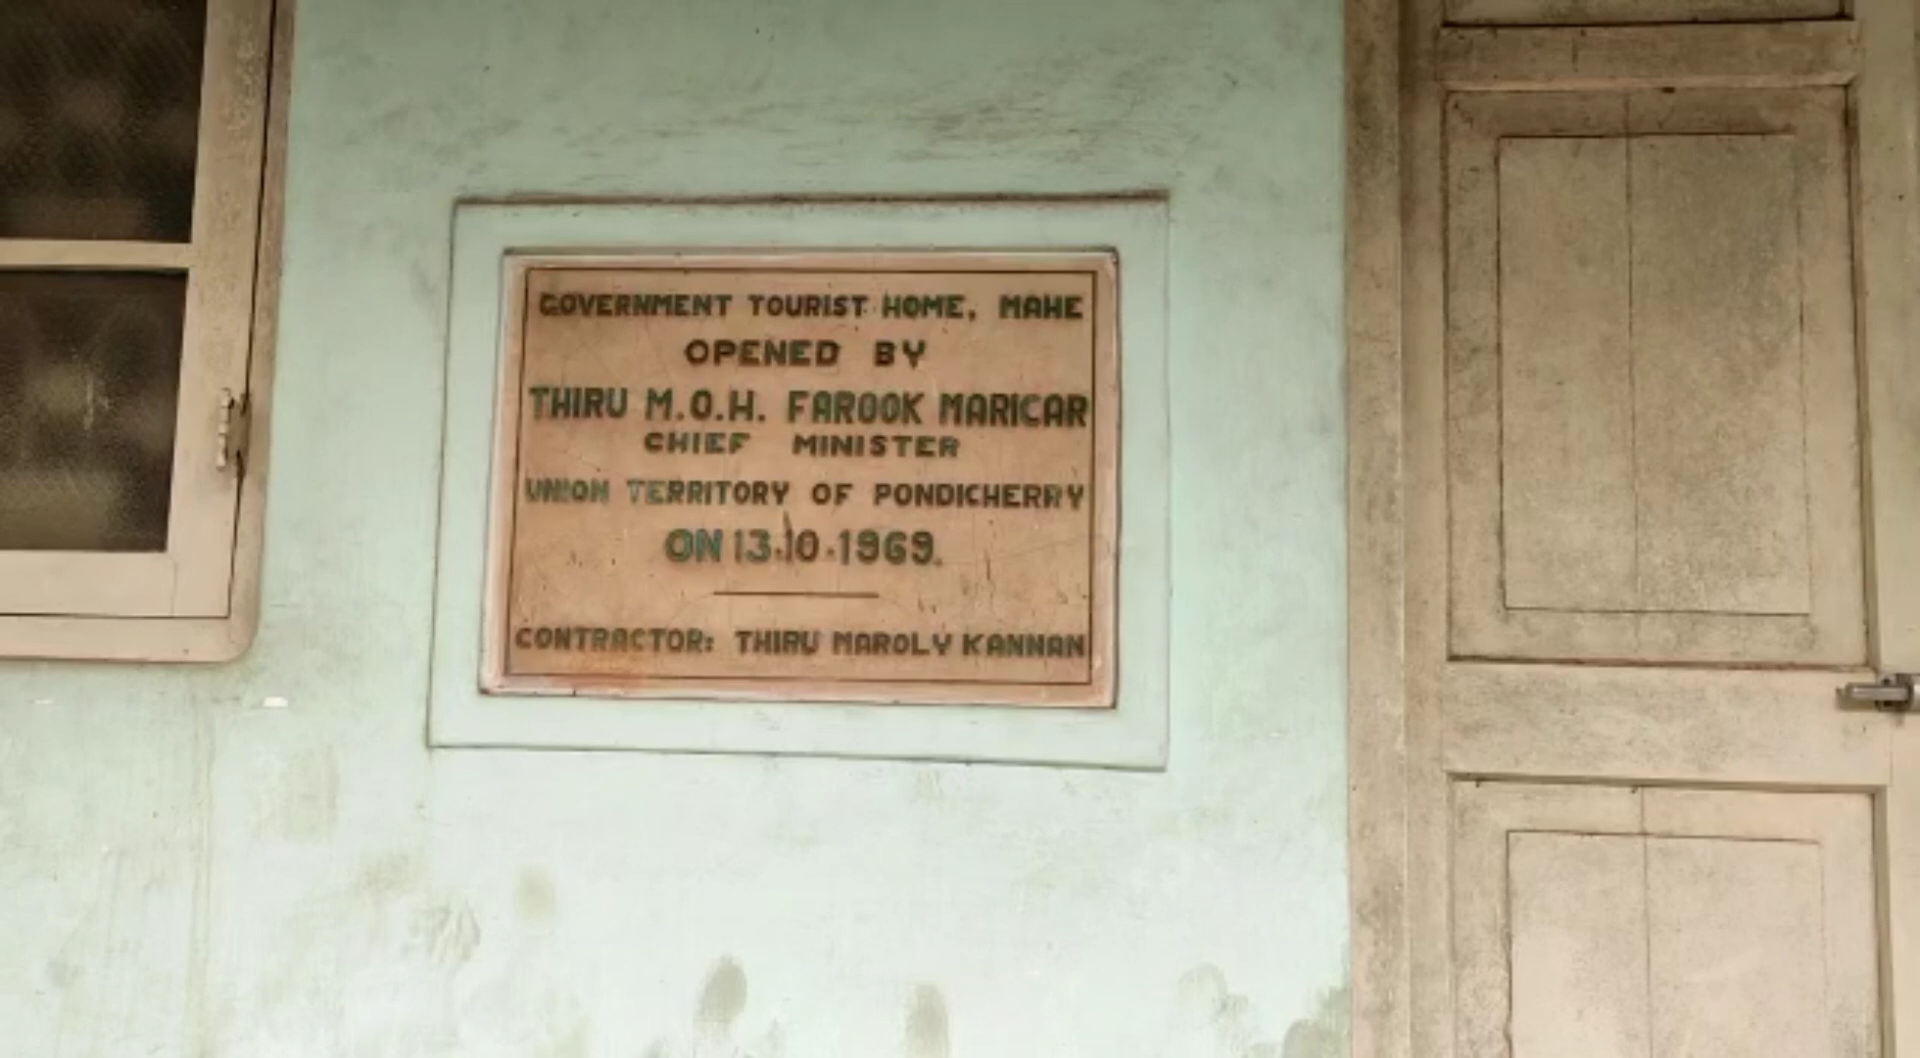 GOVERNMENT TOURIST HOME, MAHE
OPENED BY
THIRU M.O.H. FAROOK MARICAR
CHIEF MINISTER
UNION TERRITORY OF PONDICHERRY
ON 13.10.1969.
CONTRACTOR: THIRU MAROLY KANNAN